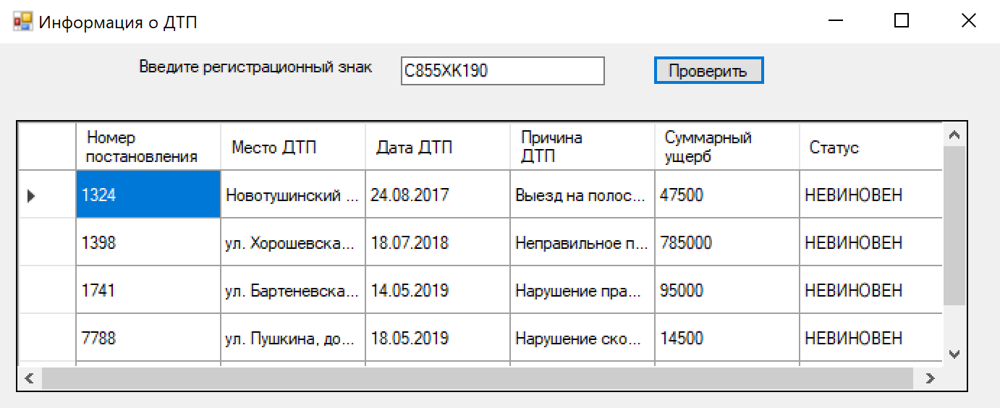 Информация о ДТП
Введите регистрационный знак С855ХК190 Проверить
Номер постановления Место ДТП Дата ДТП Причина ДТП Суммарный ущерб Статус
1324 Новотушинский ... 24.08.2017 Выезд на полос... 47500 НЕВИНОВЕН
1398 ул. Хорошевска... 18.07.2018 Неправильное п... 785000 НЕВИНОВЕН
1741 ул. Бартеневска... 14.05.2019 Нарушение пра... 95000 НЕВИНОВЕН
7788 ул. Пушкина, до... 18.05.2019 Нарушение ско... 14500 НЕВИНОВЕН